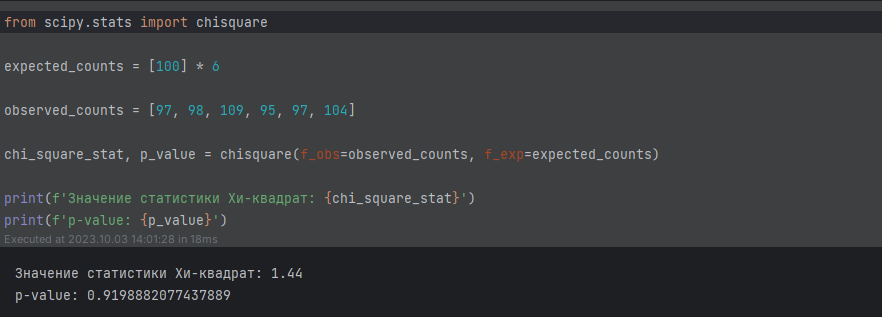 from scipy.stats import chisquare
expected_counts = [100] * 6
observed_counts = [97, 98, 109, 95, 97, 104]
chi_square_stat, p_value = chisquare(f_obs=observed_counts, f_exp=expected_counts)
print(f'Значение статистики Хи-квадрат: {chi_square_stat}')
print(f'p-value: {p_value}')
Executed at 2023.10.03 14:01:28 in 18ms
Значение статистики Хи-квадрат: 1.44
p-value: 0.9198882077437889